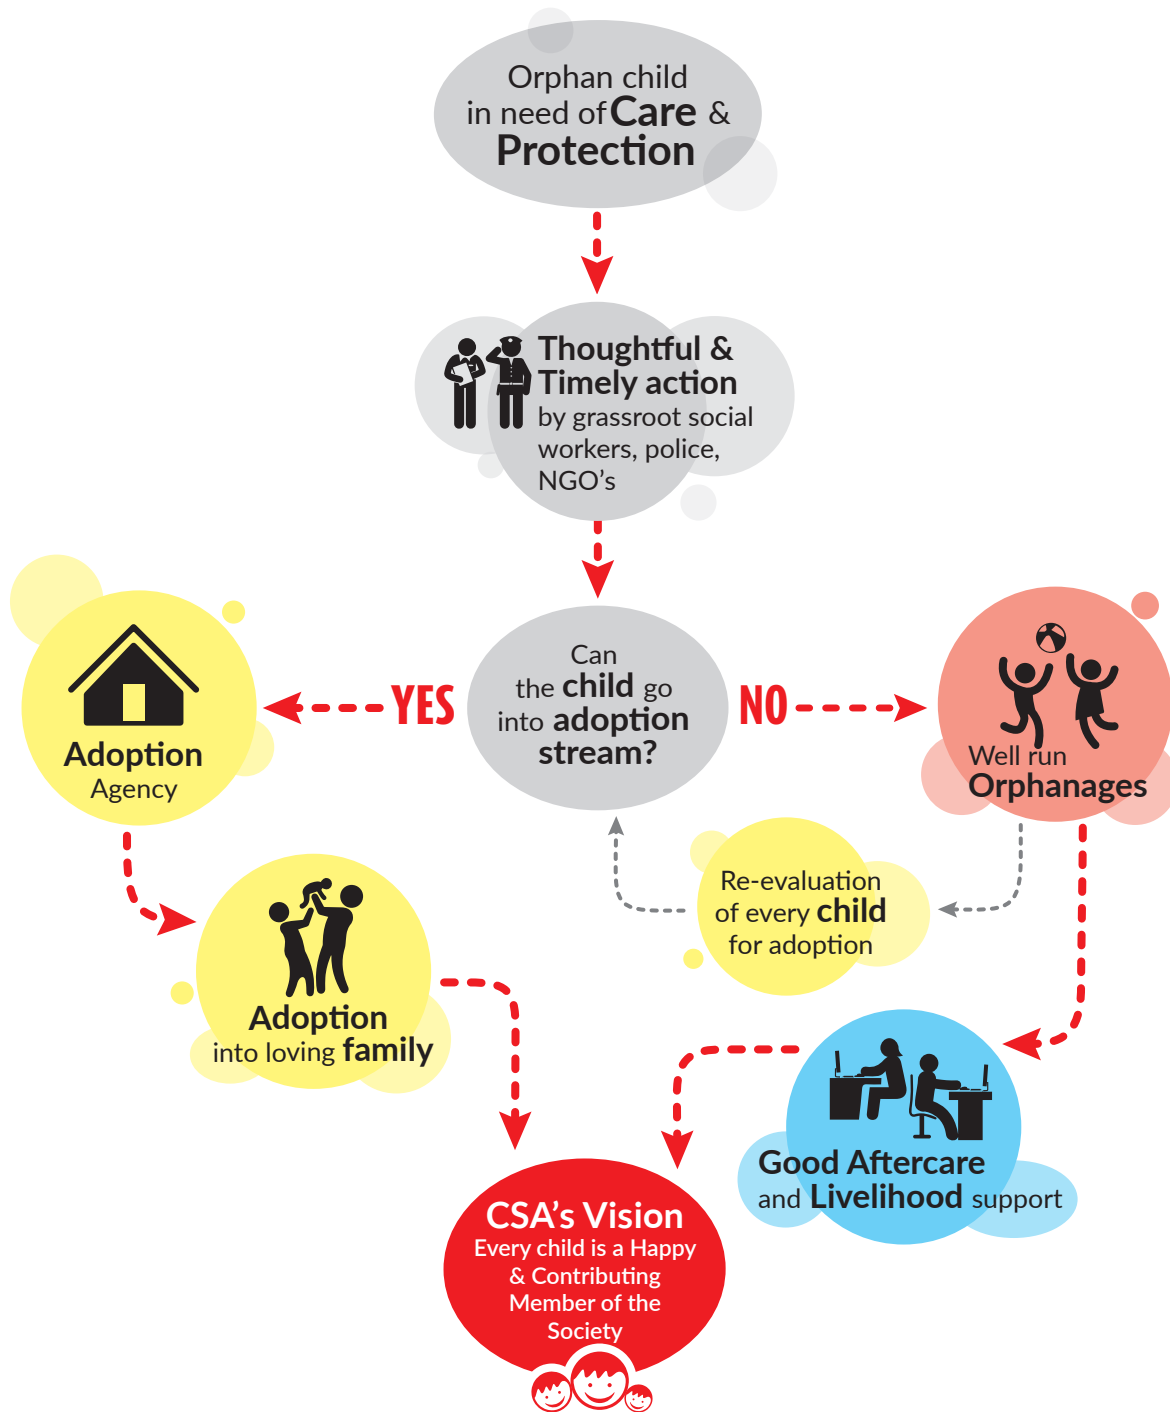 Orphan child
in need of Care &
Protection
Thoughtful &
Timely action
by grassroot social
workers, police,
NGO's
Can
the child go
into adoption
stream?
YES
NO
Adoption
Agency
Well run
Orphanages
Re-evaluation
of every child
for adoption
Adoption
into loving family
Good Aftercare
and Livelihood support
CSA's Vision
Every child is a Happy
& Contributing
Member of the
Society